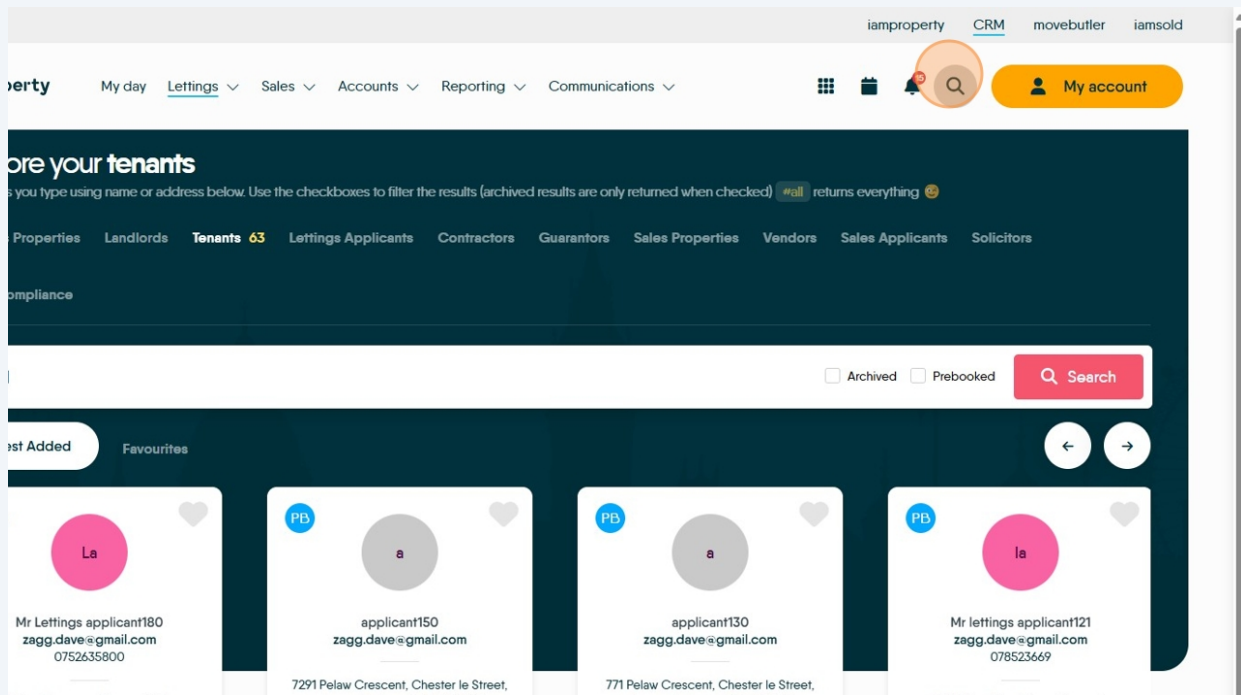 iamproperty CRM movebutler iamsold
perty My day Lettings Sales Accounts Reporting Communications 15 My account
ore your tenants
s you type using name or address below. Use the checkboxes to filter the results (archived results are only returned when checked) #all returns everything
Properties Landlords Tenants 63 Lettings Applicants Contractors Guarantors Sales Properties Vendors Sales Applicants Solicitors
ompliance
Archived Prebooked Search
est Added Favourites
PB PB PB
La a a la
Mr Lettings applicant180 applicant150 applicant130 Mr lettings applicant121
zagg.dave@gmail.com zagg.dave@gmail.com zagg.dave@gmail.com zagg.dave@gmail.com
0752635800 078523669
7291 Pelaw Crescent, Chester le Street, 771 Pelaw Crescent, Chester le Street,